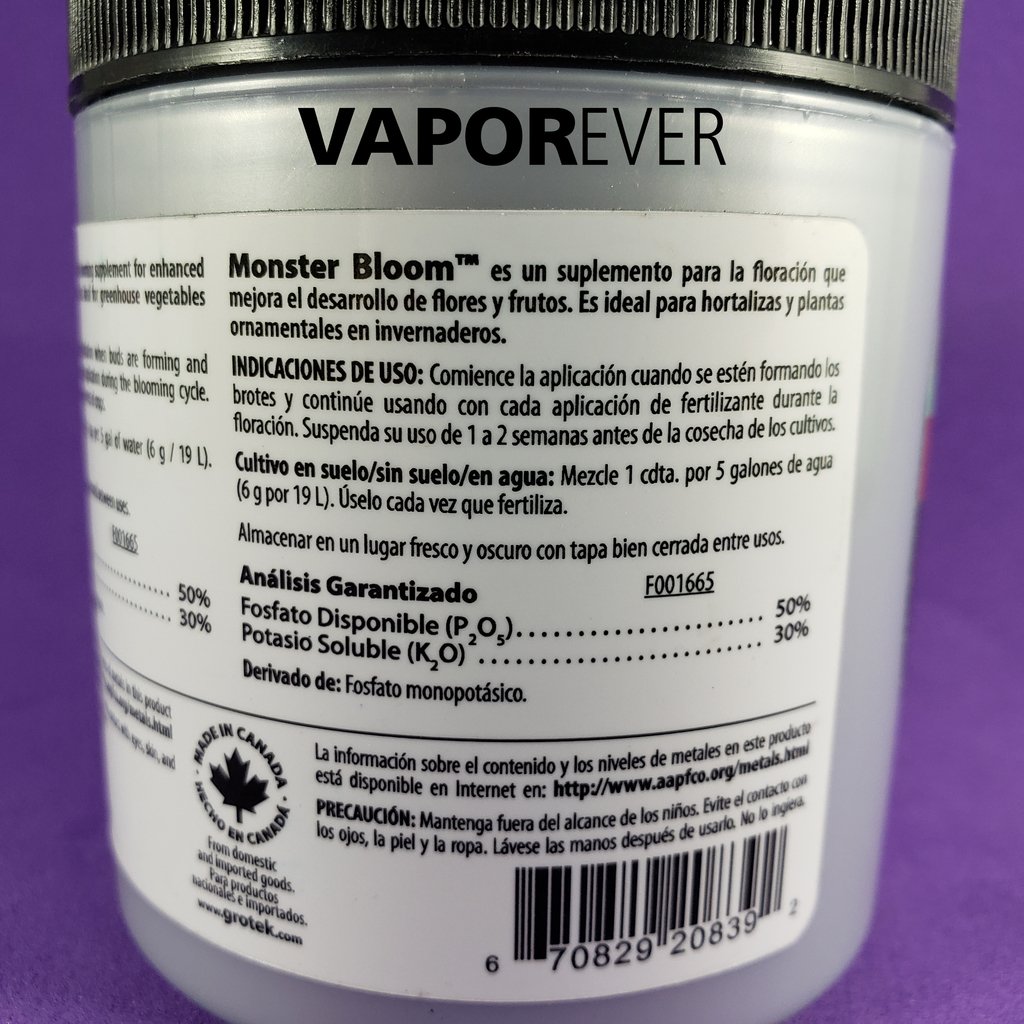 VAPOREVER
supplement for enhanced
for greenhouse vegetables
when buds are forming and
during the blooming cycle.
5 gal of water (6 g / 19 L).
uses.
F001665
50%
30%
in this product
Monster Bloom™ es un suplemento para la floración que
mejora el desarrollo de flores y frutos. Es ideal para hortalizas y plantas
ornamentales en invernaderos.
INDICACIONES DE USO: Comience la aplicación cuando se estén formando los
brotes y continúe usando con cada aplicación de fertilizante durante la
floración. Suspenda su uso de 1 a 2 semanas antes de la cosecha de los cultivos.
Cultivo en suelo/sin suelo/en agua: Mezcle 1 cdta. por 5 galones de agua
(6 g por 19 L). Úselo cada vez que fertiliza.
Almacenar en un lugar fresco y oscuro con tapa bien cerrada entre usos.
Análisis Garantizado F001665
Fosfato Disponible (P₂O₅)........................ 50%
Potasio Soluble (K₂O) ........................... 30%
Derivado de: Fosfato monopotásico.
MADE IN CANADA
HECHO EN CANADÁ
From domestic
and imported goods.
Para productos
nacionales e importados.
www.grotek.com
La información sobre el contenido y los niveles de metales en este producto
está disponible en Internet en: http://www.aapfco.org/metals.html
PRECAUCIÓN: Mantenga fuera del alcance de los niños. Evite el contacto con
los ojos, la piel y la ropa. Lávese las manos después de usarlo. No lo ingiera.
6 70829 20839 2